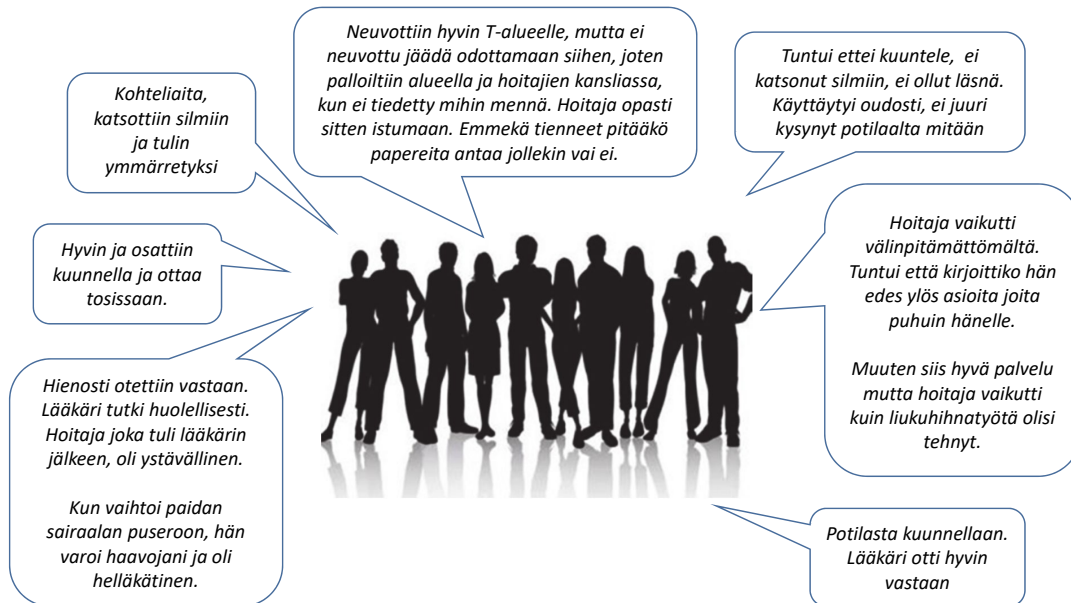 Neuvottiin hyvin T-alueelle, mutta ei
neuvottu jäädä odottamaan siihen, joten
palloiltiin alueella ja hoitajien kansliassa,
kun ei tiedetty mihin mennä. Hoitaja opasti
sitten istumaan. Emmekä tienneet pitääkö
papereita antaa jollekin vai ei.
Tuntui ettei kuuntele, ei
katsonut silmiin, ei ollut läsnä.
Käyttäytyi oudosti, ei juuri
kysynyt potilaalta mitään
Kohteliaita,
katsottiin silmiin
ja tulin
ymmärretyksi
Hyvin ja osattiin
kuunnella ja ottaa
tosissaan.
Hoitaja vaikutti
välinpitämättömältä.
Tuntui että kirjoittiko hän
edes ylös asioita joita
puhuin hänelle.
Muuten siis hyvä palvelu
mutta hoitaja vaikutti
kuin liukuhihnatyötä olisi
tehnyt.
Hienosti otettiin vastaan.
Lääkäri tutki huolellisesti.
Hoitaja joka tuli lääkärin
jälkeen, oli ystävällinen.
Kun vaihtoi paidan
sairaalan puseroon, hän
varoi haavojani ja oli
helläkätinen.
Potilasta kuunnellaan.
Lääkäri otti hyvin
vastaan